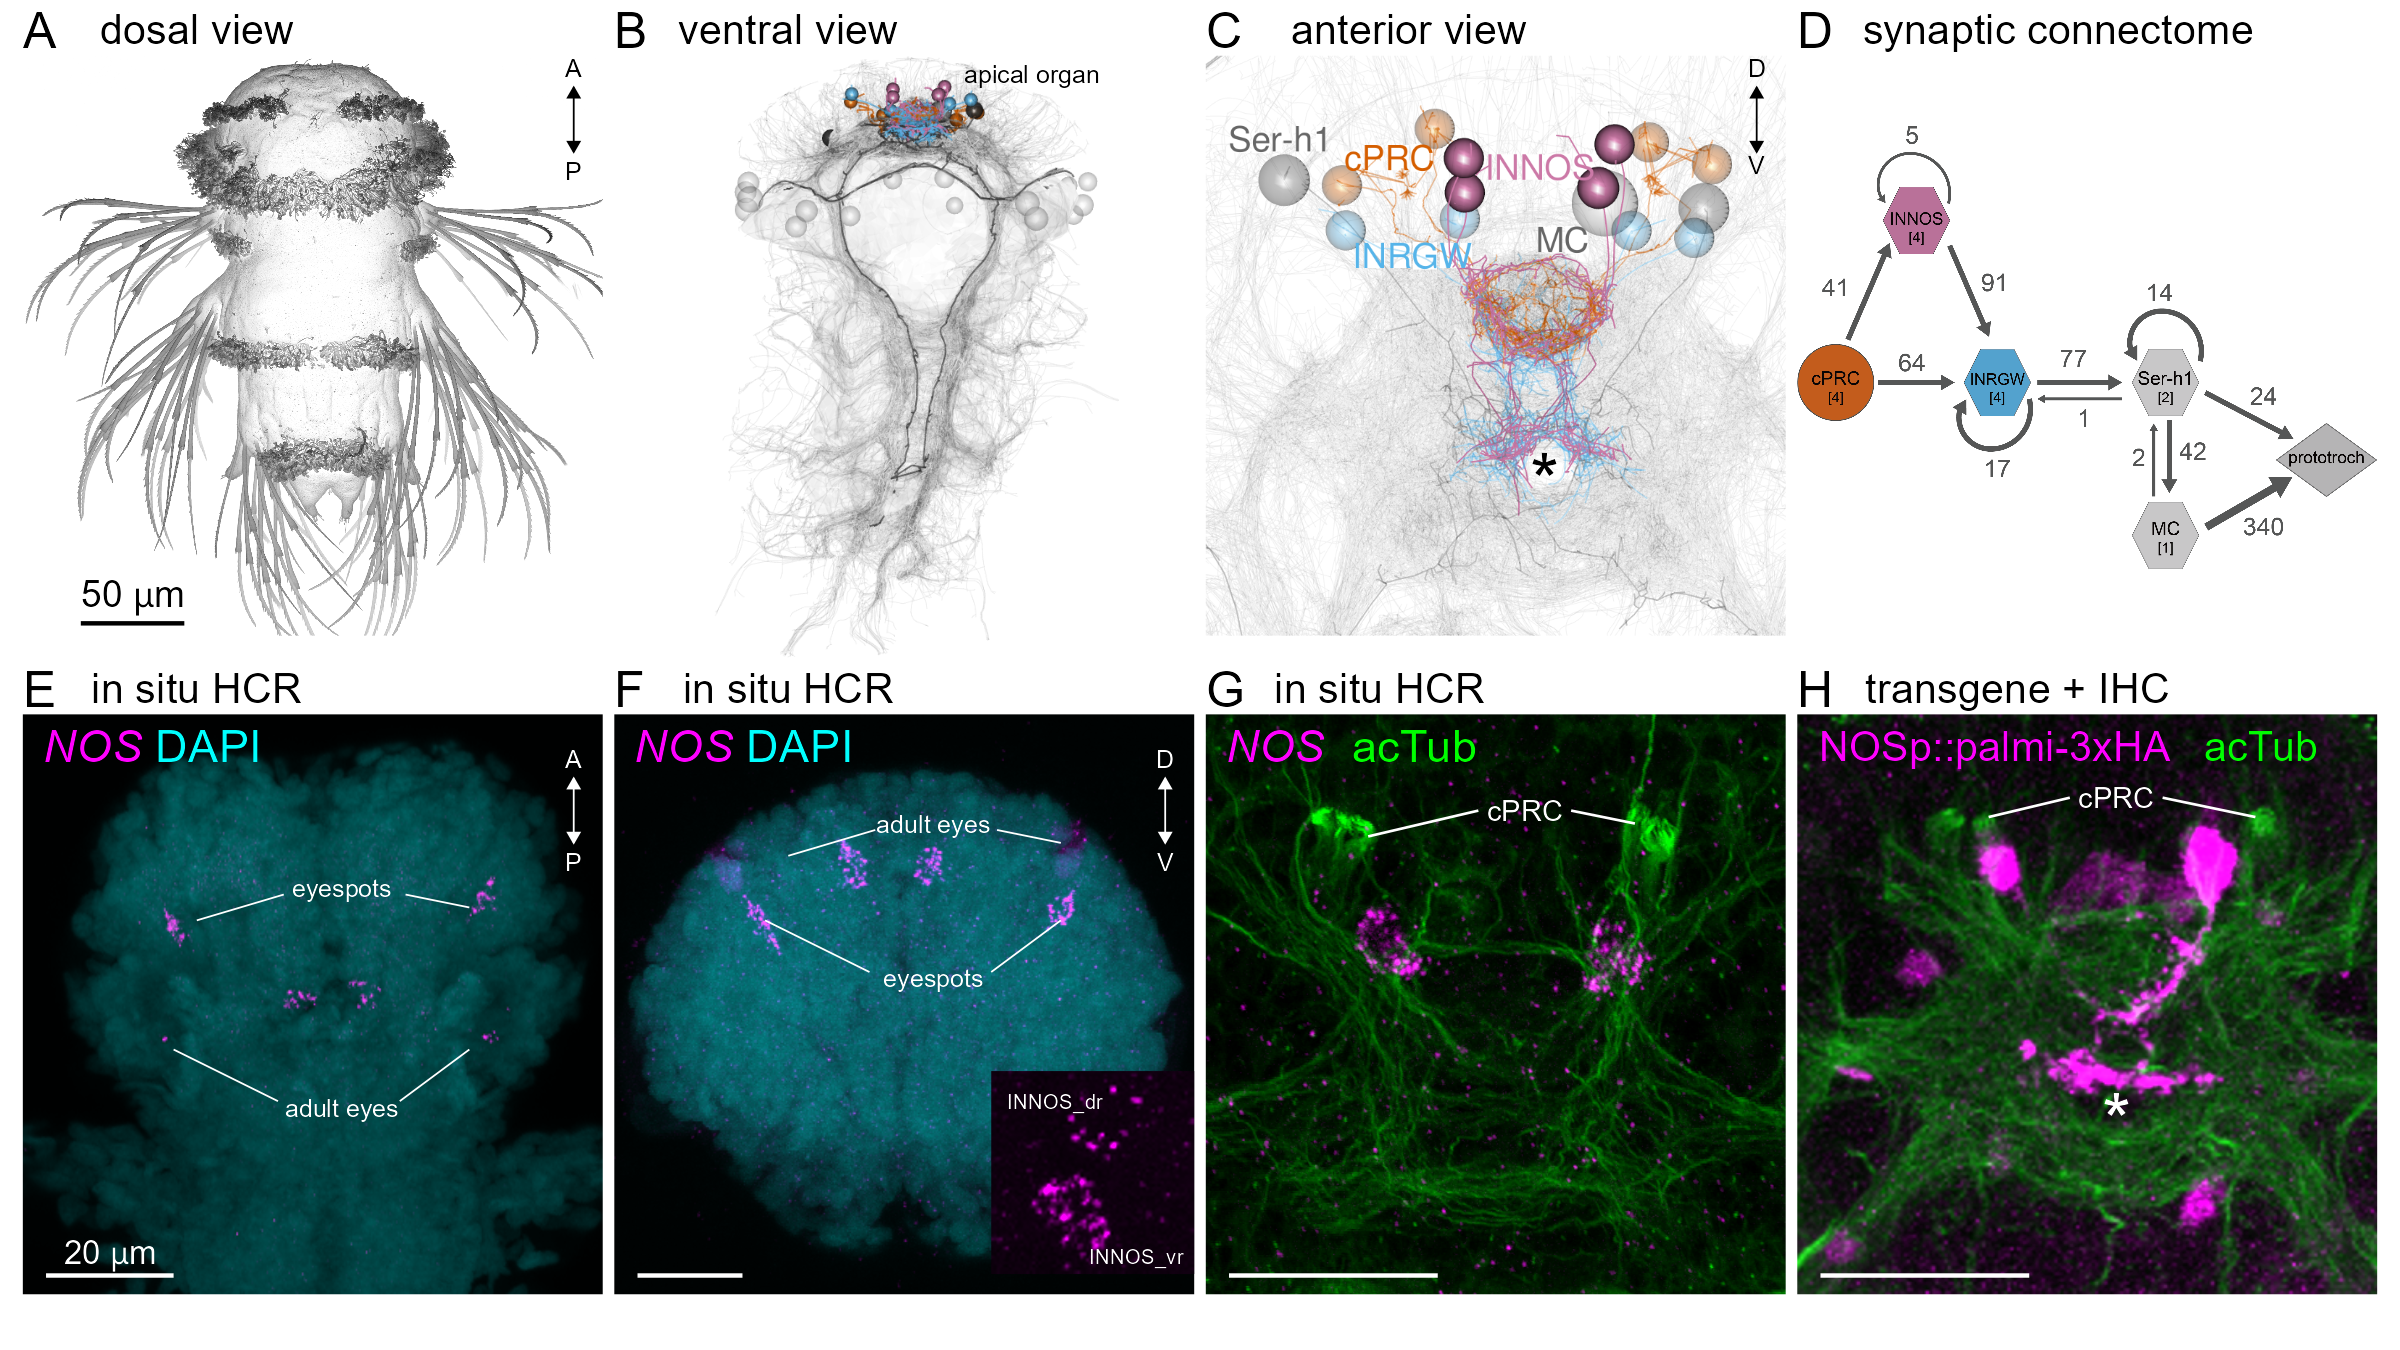 A dosal view
A
P
50 µm
B ventral view
apical organ
C anterior view
D
V
Ser-h1
cPRC
INNOS
MC
INRGW
*
D synaptic connectome
5
INNOS
[4]
41
91
14
cPRC
[4]
64
INRGW
[4]
77
1
17
Ser-h1
[2]
24
2
42
prototroch
MC
[1]
340
E in situ HCR
NOS DAPI
A
P
eyespots
adult eyes
20 µm
F in situ HCR
NOS DAPI
D
V
adult eyes
eyespots
INNOS_dr
INNOS_vr
G in situ HCR
NOS acTub
cPRC
H transgene + IHC
NOSp::palmi-3xHA acTub
cPRC
*